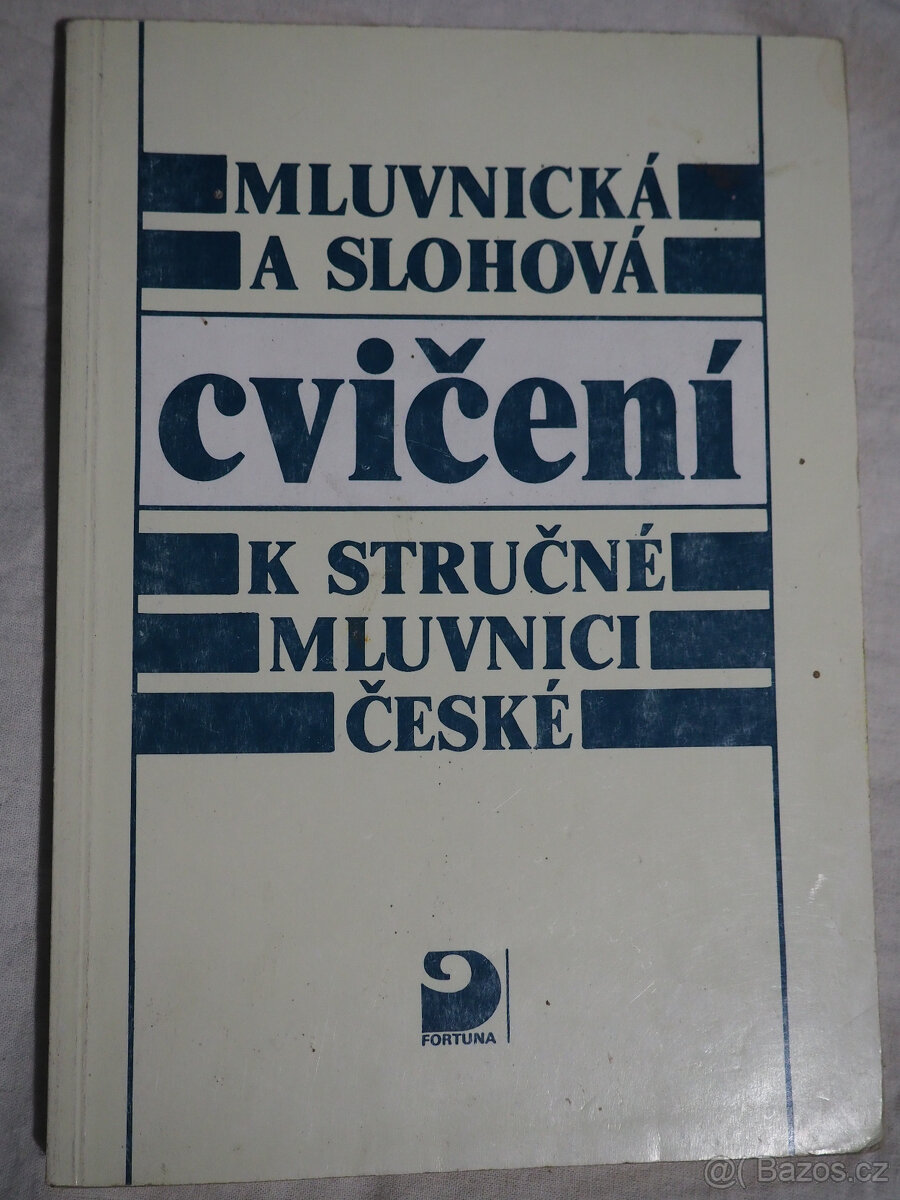 MLUVNICKÁ
A SLOHOVÁ
cvičení
K STRUČNÉ
MLUVNICI
ČESKÉ
FORTUNA
@( Bazos.cz